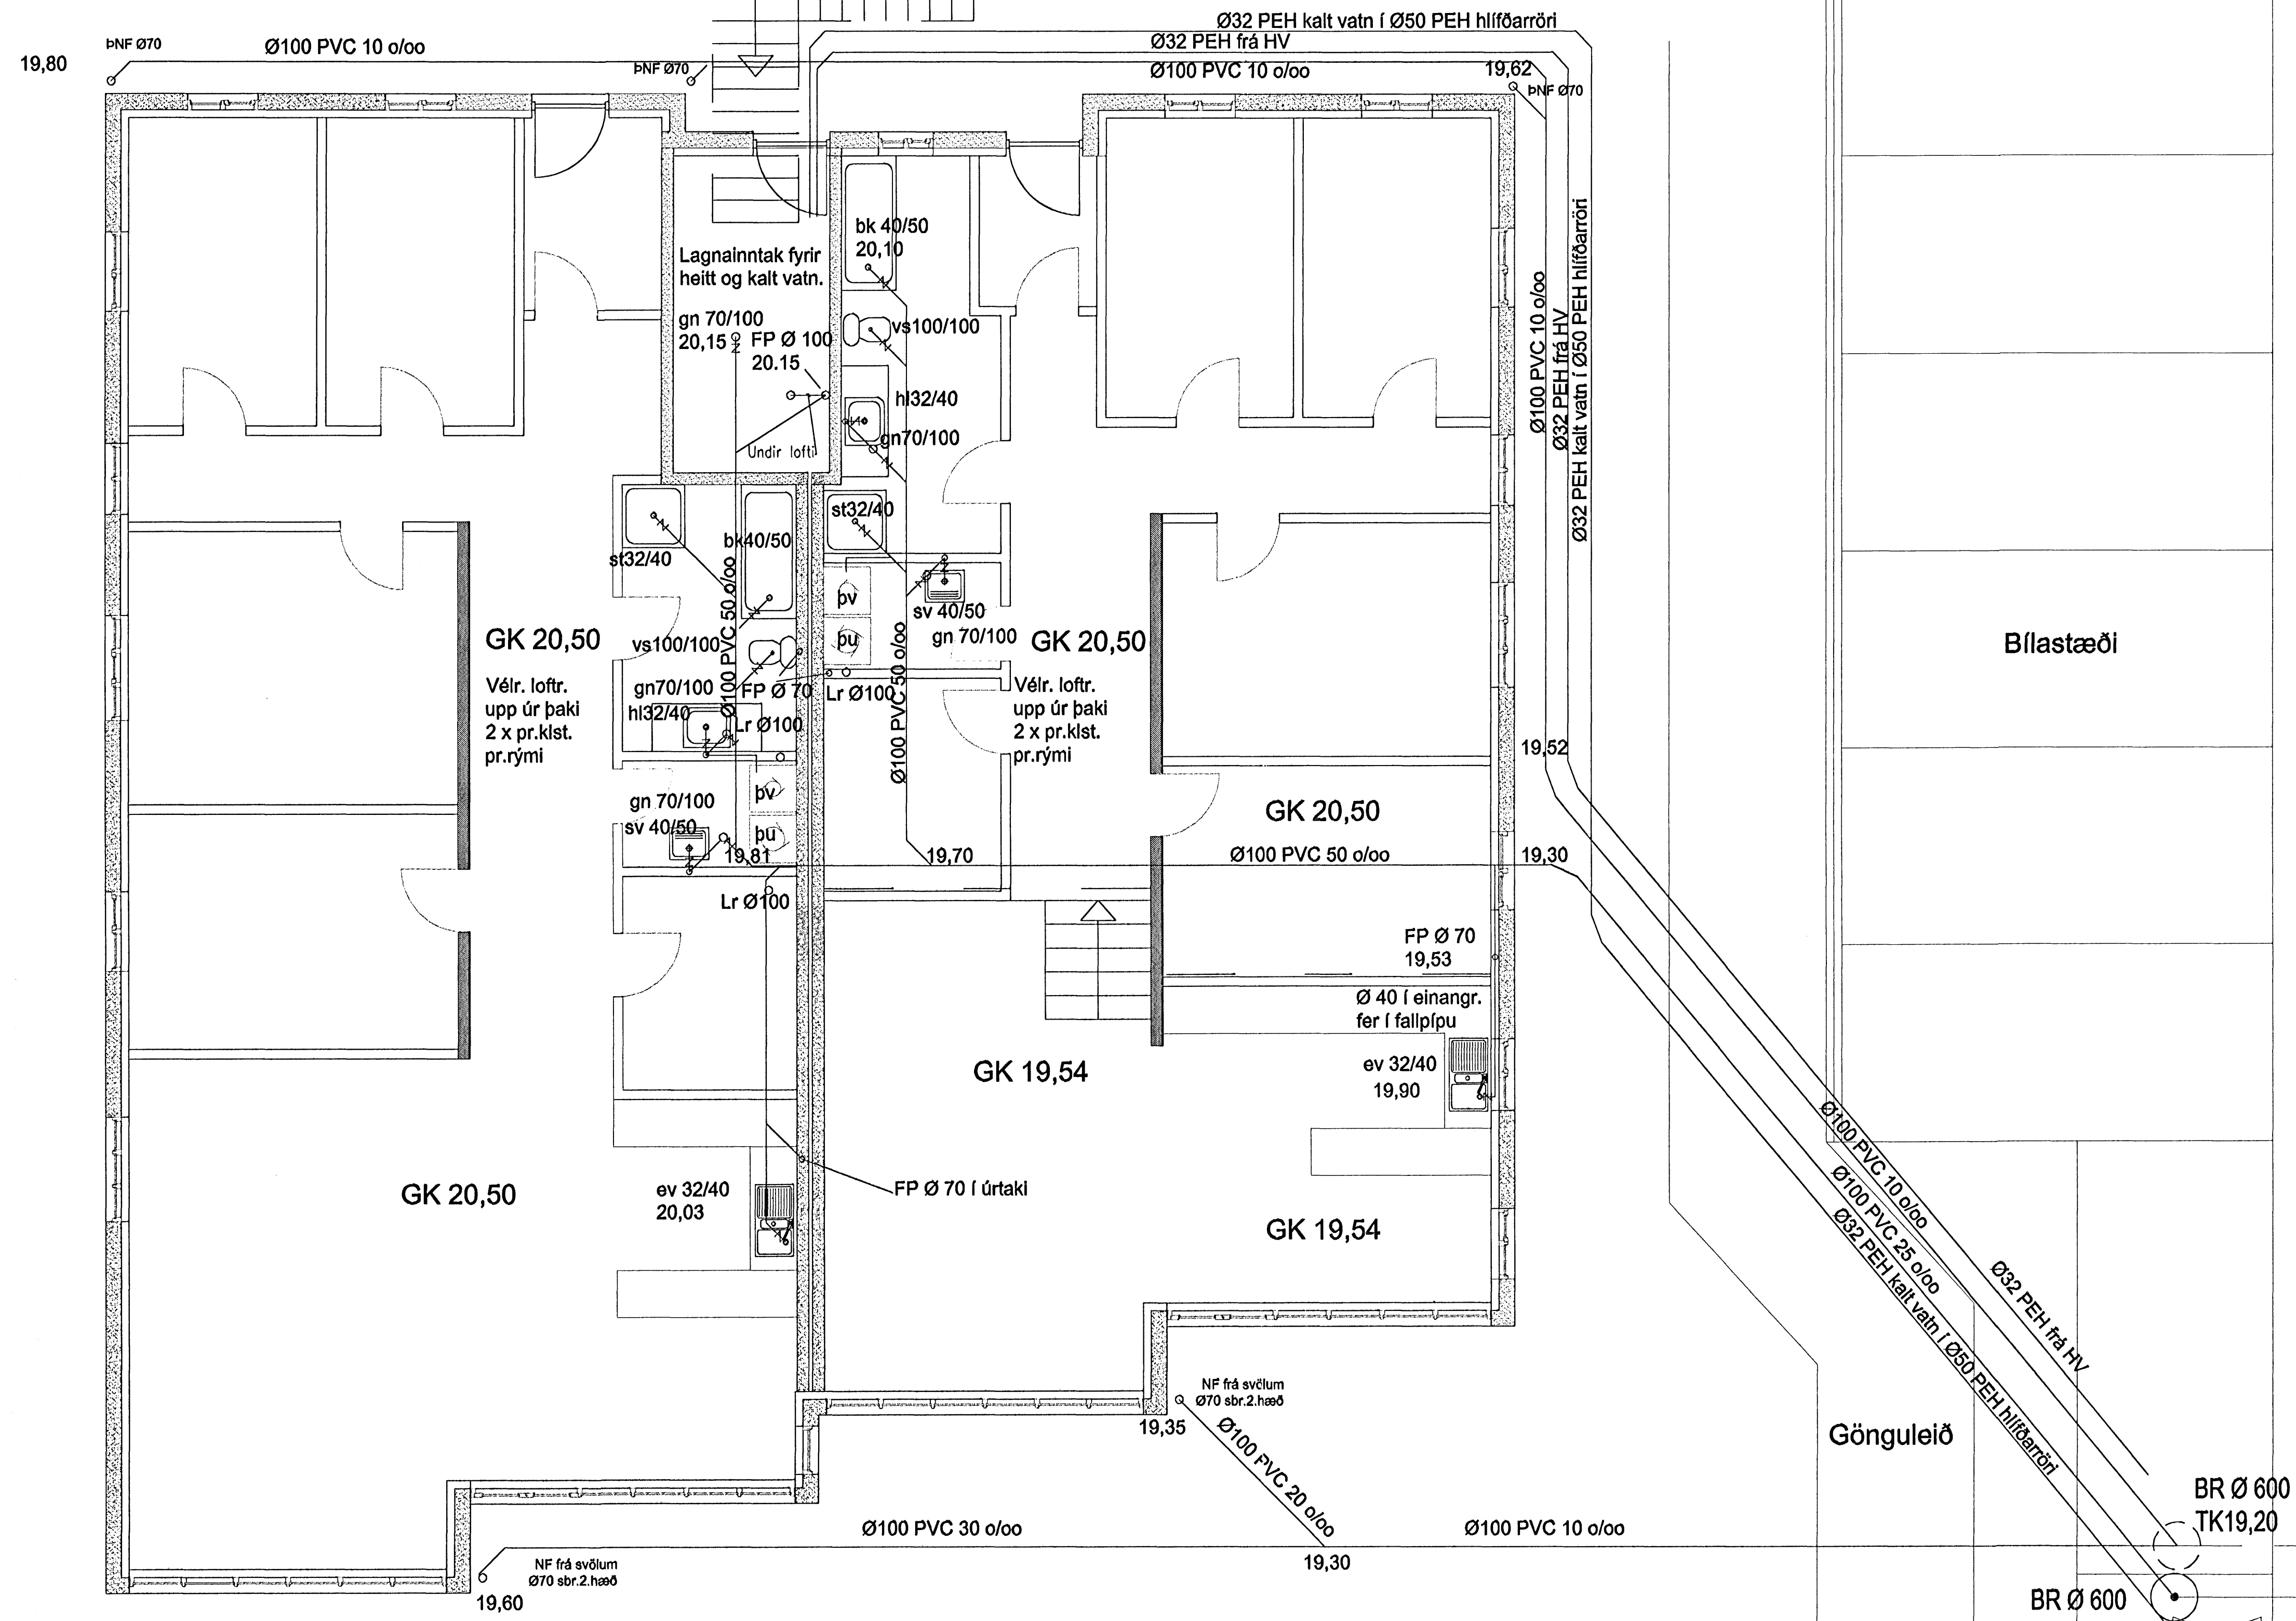 Ø32 PEH kalt vatn í Ø50 PEH hlífðarröri
Ø32 PEH frá HV
ÞNF Ø70
Ø100 PVC 10 o/oo
19,80
ÞNF Ø70
Ø100 PVC 10 o/oo
19,62
ÞNF Ø70
Lagnainntak fyrir
heitt og kalt vatn.
gn 70/100
20,15
FP Ø 100
20.15
Undir lofti
bk 40/50
20,10
vs100/100
hl32/40
gn70/100
st32/40
Ø100 PVC 10 o/oo
Ø32 PEH frá HV
Ø32 PEH kalt vatn í Ø50 PEH hlífðarröri
st32/40
bk40/50
Ø100 PVC 50 o/oo
vs100/100
gn70/100
hl32/40
FP Ø 70
Lr Ø100
Lr Ø100
þv
þu
sv 40/50
gn 70/100
Ø100 PVC 50 o/oo
GK 20,50
Vélr. loftr.
upp úr þaki
2 x pr.klst.
pr.rými
GK 20,50
Vélr. loftr.
upp úr þaki
2 x pr.klst.
pr.rými
Bílastæði
19,52
GK 20,50
gn 70/100
sv 40/50
þv
þu
19,81
19,70
Ø100 PVC 50 o/oo
19,30
Lr Ø100
FP Ø 70
19,53
Ø 40 í einangr.
fer í fallpípu
ev 32/40
19,90
GK 19,54
GK 20,50
ev 32/40
20,03
FP Ø 70 í úrtaki
GK 19,54
Ø100 PVC 10 o/oo
Ø100 PVC 25 o/oo
Ø32 PEH kalt vatn í Ø50 PEH hlífðarröri
Ø32 PEH frá HV
NF frá svölum
Ø70 sbr.2.hæð
19,35
Ø100 PVC 20 o/oo
Gönguleið
BR Ø 600
TK19,20
Ø100 PVC 30 o/oo
Ø100 PVC 10 o/oo
19,30
NF frá svölum
Ø70 sbr.2.hæð
19,60
BR Ø 600